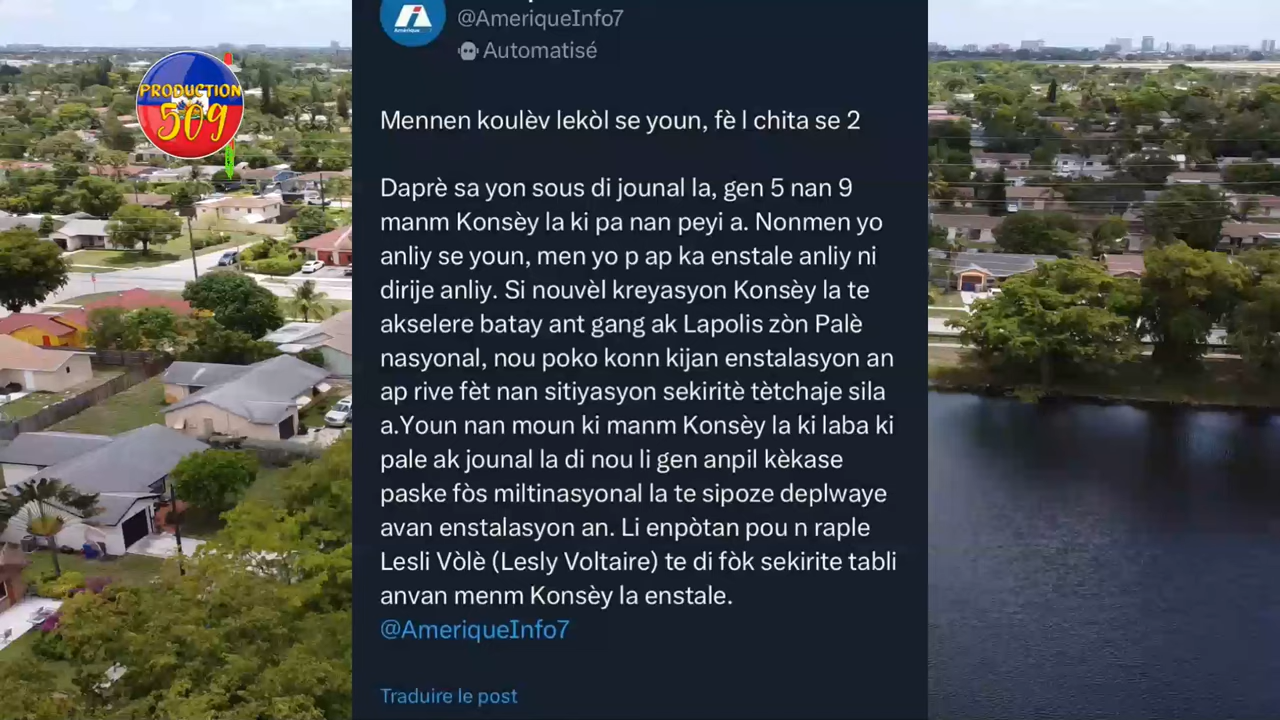 @AmeriqueInfo7
Automatisé
PRODUCTION
509
Mennen koulèv lekòl se youn, fè l chita se 2
Daprè sa yon sous di jounal la, gen 5 nan 9
manm Konsèy la ki pa nan peyi a. Nonmen yo
anliy se youn, men yo p ap ka enstale anliy ni
dirije anliy. Si nouvèl kreyasyon Konsèy la te
akselere batay ant gang ak Lapolis zòn Palè
nasyonal, nou poko konn kijan enstalasyon an
ap rive fèt nan sitiyasyon sekiritè tètchaje sila
a.Youn nan moun ki manm Konsèy la ki laba ki
pale ak jounal la di nou li gen anpil kèkase
paske fòs miltinasyonal la te sipoze deplwaye
avan enstalasyon an. Li enpòtan pou n raple
Lesli Vòlè (Lesly Voltaire) te di fòk sekirite tabli
anvan menm Konsèy la enstale.
@AmeriqueInfo7
Traduire le post